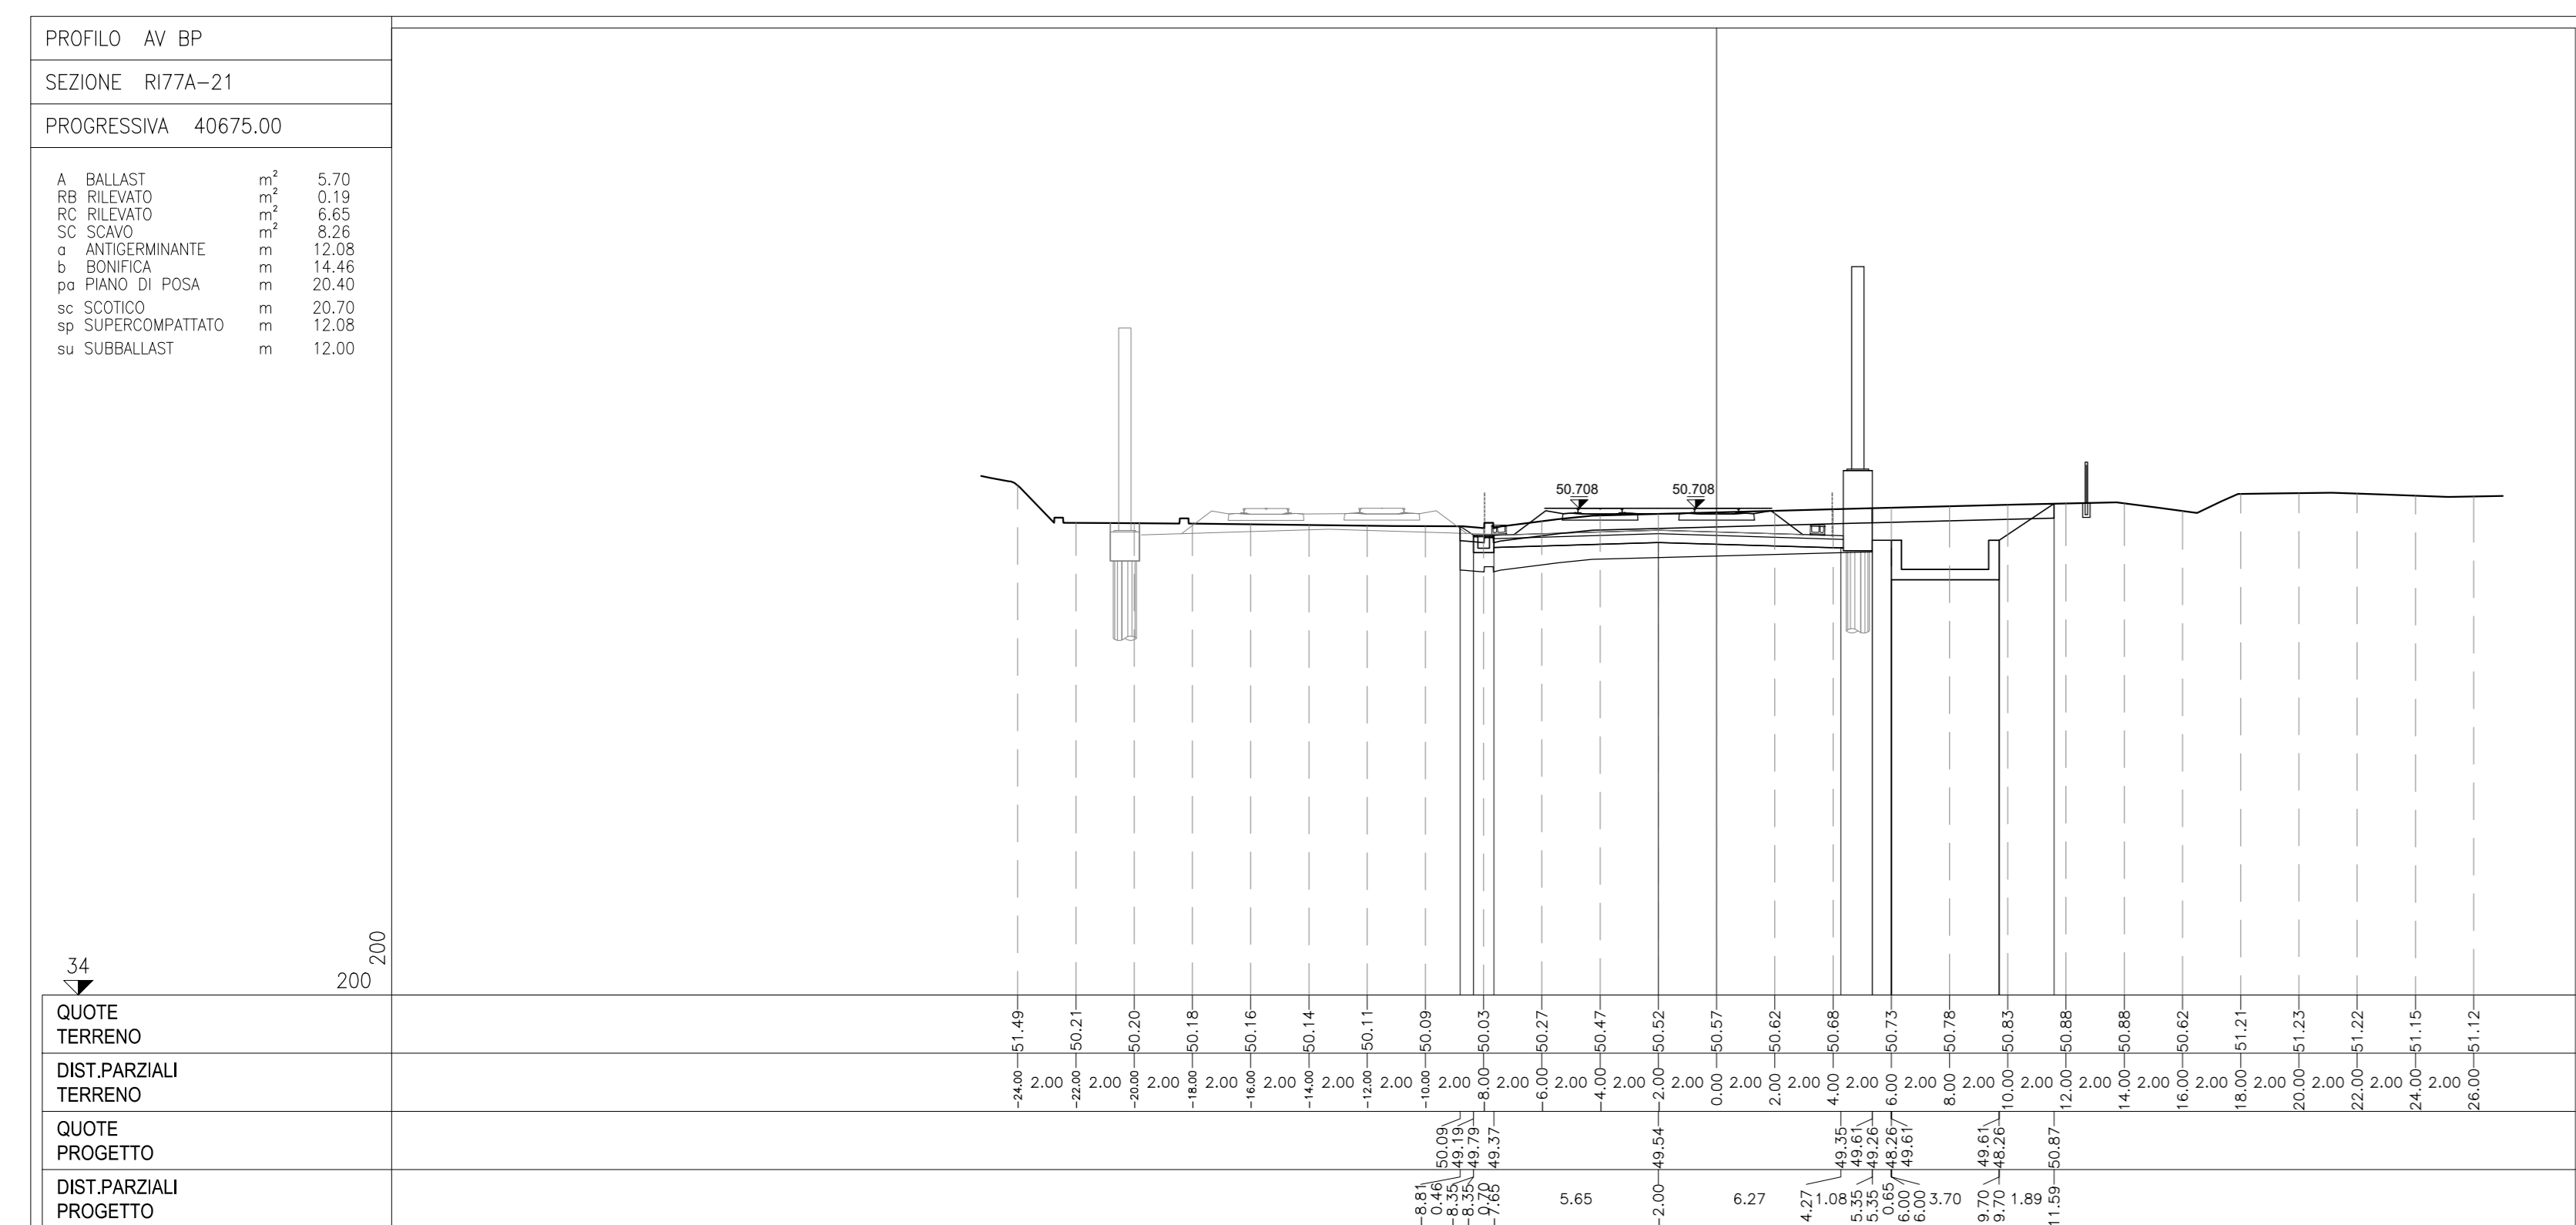 PROFILO AV BP
SEZIONE RI77A-21
PROGRESSIVA 40675.00
A BALLAST m² 5.70
RB RILEVATO m² 0.19
RC RILEVATO m² 6.65
SC SCAVO m² 8.26
a ANTIGERMINANTE m 12.08
b BONIFICA m 14.46
pa PIANO DI POSA m 20.40
sc SCOTICO m 20.70
sp SUPERCOMPATTATO m 12.08
su SUBBALLAST m 12.00
50.708 50.708
34
200
200
QUOTE
TERRENO
51.49 50.21 50.20 50.18 50.16 50.14 50.11 50.09 50.03 50.27 50.47 50.52 50.57 50.62 50.68 50.73 50.78 50.83 50.88 50.88 50.62 51.21 51.23 51.22 51.15 51.12
DIST.PARZIALI
TERRENO
-24.00 2.00 -22.00 2.00 -20.00 2.00 -18.00 2.00 -16.00 2.00 -14.00 2.00 -12.00 2.00 -10.00 2.00 -8.00 2.00 -6.00 2.00 -4.00 2.00 -2.00 2.00 0.00 2.00 2.00 2.00 4.00 2.00 6.00 2.00 8.00 2.00 10.00 2.00 12.00 2.00 14.00 2.00 16.00 2.00 18.00 2.00 20.00 2.00 22.00 2.00 24.00 2.00 26.00
QUOTE
PROGETTO
50.09 49.19 49.79 49.37 49.54 49.35 49.61 49.26 48.26 49.61 49.61 48.26 50.87
DIST.PARZIALI
PROGETTO
-8.81 0.46 -8.35 -8.35 0.70 -7.65 5.65 -2.00 6.27 4.27 1.08 5.35 5.35 0.65 6.00 6.00 3.70 9.70 9.70 1.89 11.59